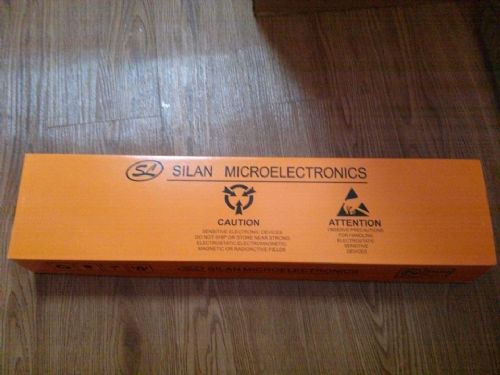 SL SILAN MICROELECTRONICS
CAUTION
SENSITIVE ELECTRONIC DEVICES
DO NOT SHIP OR STORE NEAR STRONG
ELECTROSTATIC ELECTROMAGNETIC
MAGNETIC OR RADIOACTIVE FIELDS
ATTENTION
OBSERVE PRECAUTIONS
FOR HANDLING
ELECTROSTATIC
SENSITIVE
DEVICES
SILAN MICROELECTRONICS